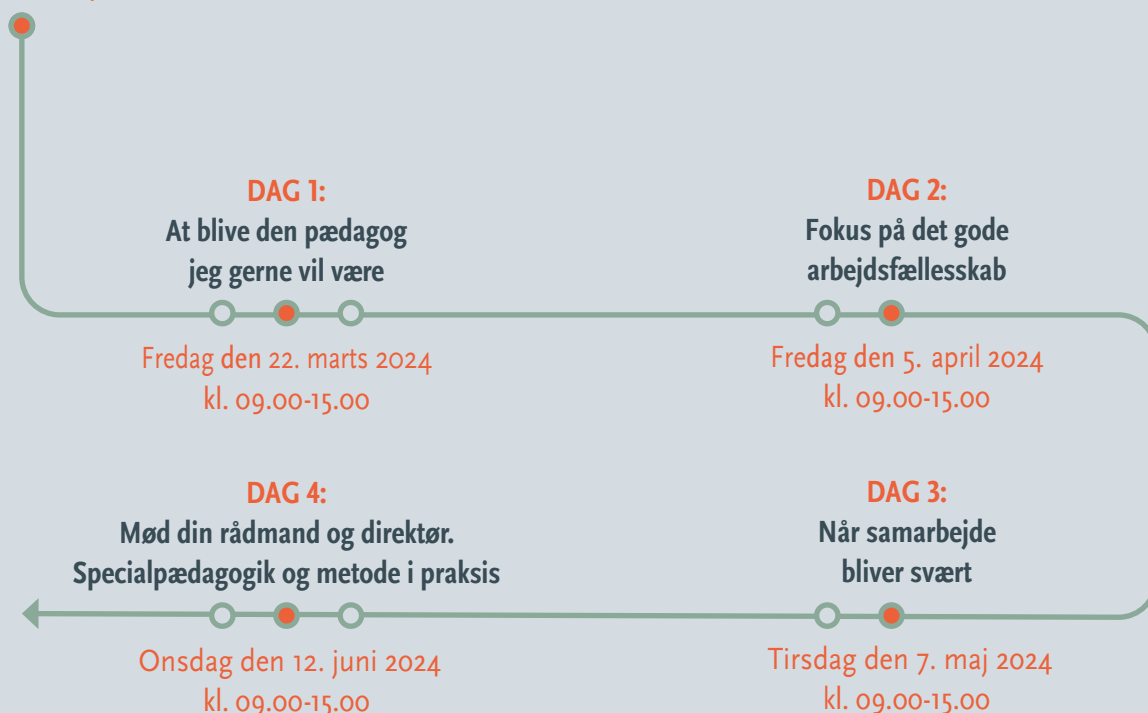 DAG 1:
At blive den pædagog
jeg gerne vil være
Fredag den 22. marts 2024
kl. 09.00-15.00
DAG 2:
Fokus på det gode
arbejdsfællesskab
Fredag den 5. april 2024
kl. 09.00-15.00
DAG 3:
Når samarbejde
bliver svært
Tirsdag den 7. maj 2024
kl. 09.00-15.00
DAG 4:
Mød din rådmand og direktør.
Specialpædagogik og metode i praksis
Onsdag den 12. juni 2024
kl. 09.00-15.00